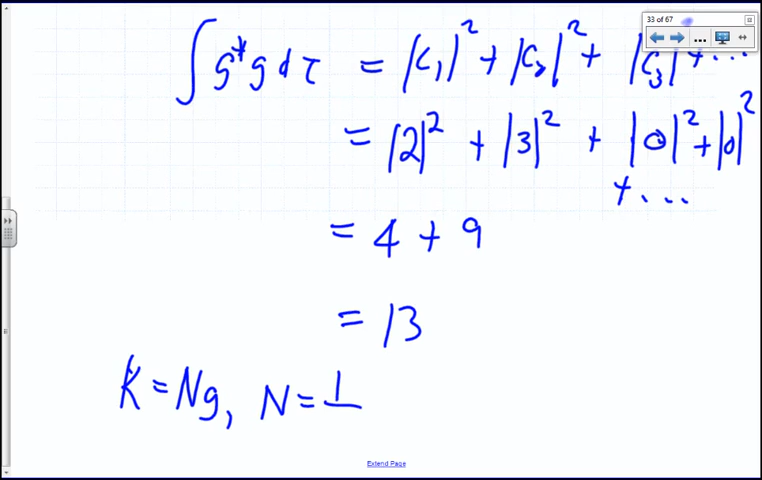 33 of 67
∫ g*g dτ = |C₁|² + |C₂|² + |C₃| + ...
= |2|² + |3|² + |0|² + |0|²
+ ...
= 4 + 9
= 13
K = Ng, N = 1
Extend Page